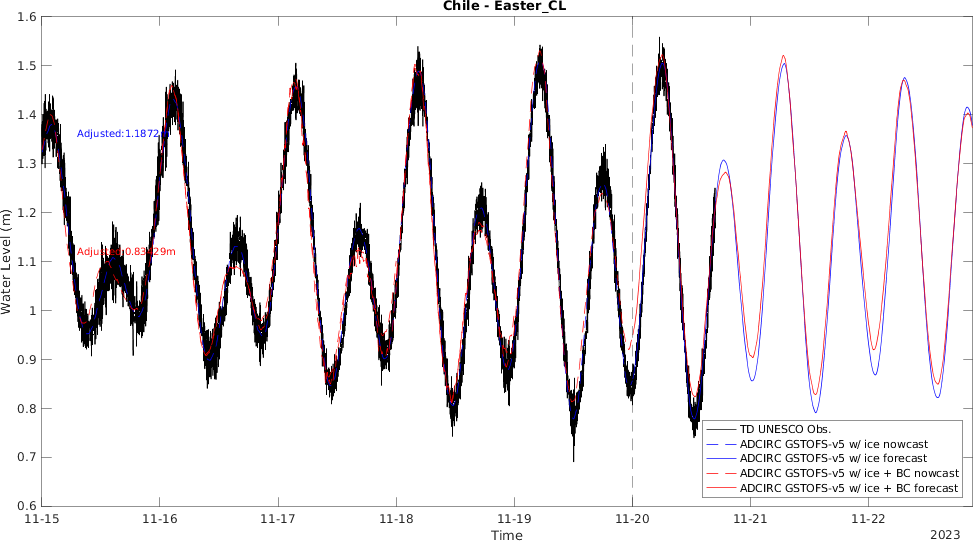 Chile - Easter_CL
Water Level (m)
1.6
1.5
1.4
1.3
1.2
1.1
1
0.9
0.8
0.7
0.6
Adjusted:1.1872
TD UNESCO Obs.
ADCIRC GSTOFS-v5 w/ ice nowcast
ADCIRC GSTOFS-v5 w/ ice forecast
ADCIRC GSTOFS-v5 w/ ice + BC nowcast
ADCIRC GSTOFS-v5 w/ ice + BC forecast
11-15
11-16
11-17
11-18
11-19
11-20
11-21
11-22
Time
2023